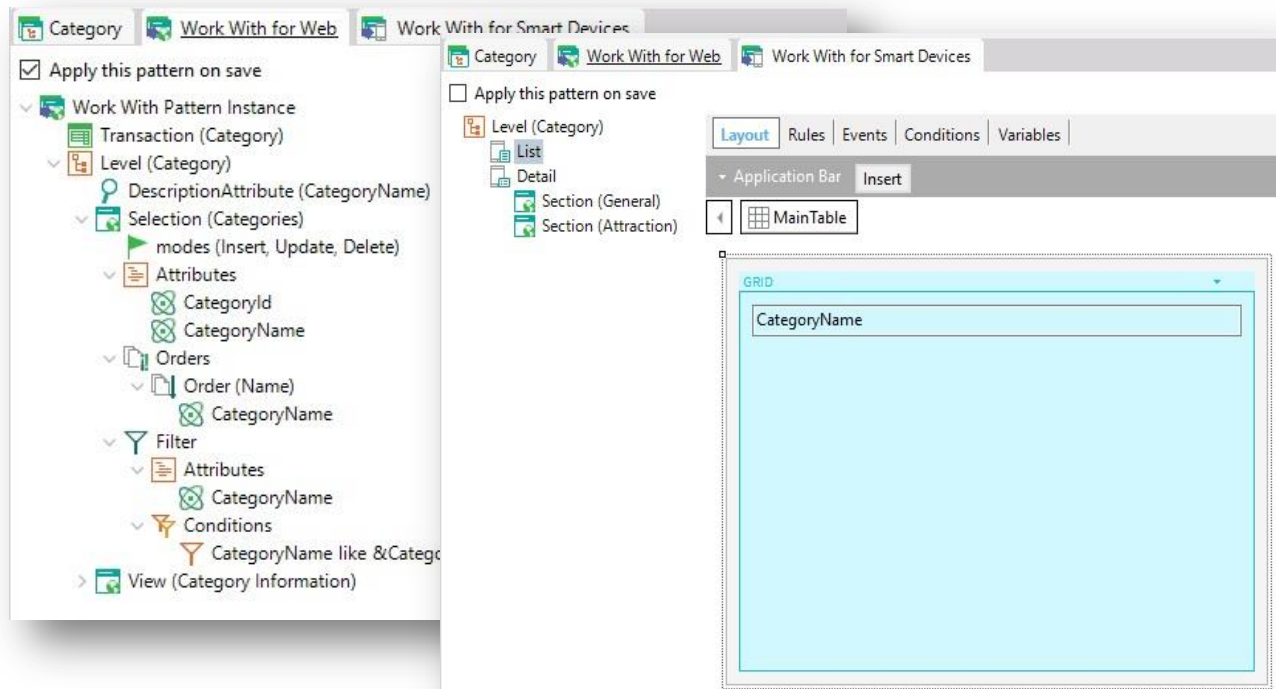 Category
Work With for Web
Work With for Smart Devices
Apply this pattern on save
Work With Pattern Instance
Transaction (Category)
Level (Category)
DescriptionAttribute (CategoryName)
Selection (Categories)
modes (Insert, Update, Delete)
Attributes
CategoryId
CategoryName
Orders
Order (Name)
CategoryName
Filter
Attributes
CategoryName
Conditions
CategoryName like &Catego
View (Category Information)
Category
Work With for Web
Work With for Smart Devices
Apply this pattern on save
Level (Category)
List
Detail
Section (General)
Section (Attraction)
Layout Rules Events Conditions Variables
Application Bar Insert
MainTable
GRID
CategoryName